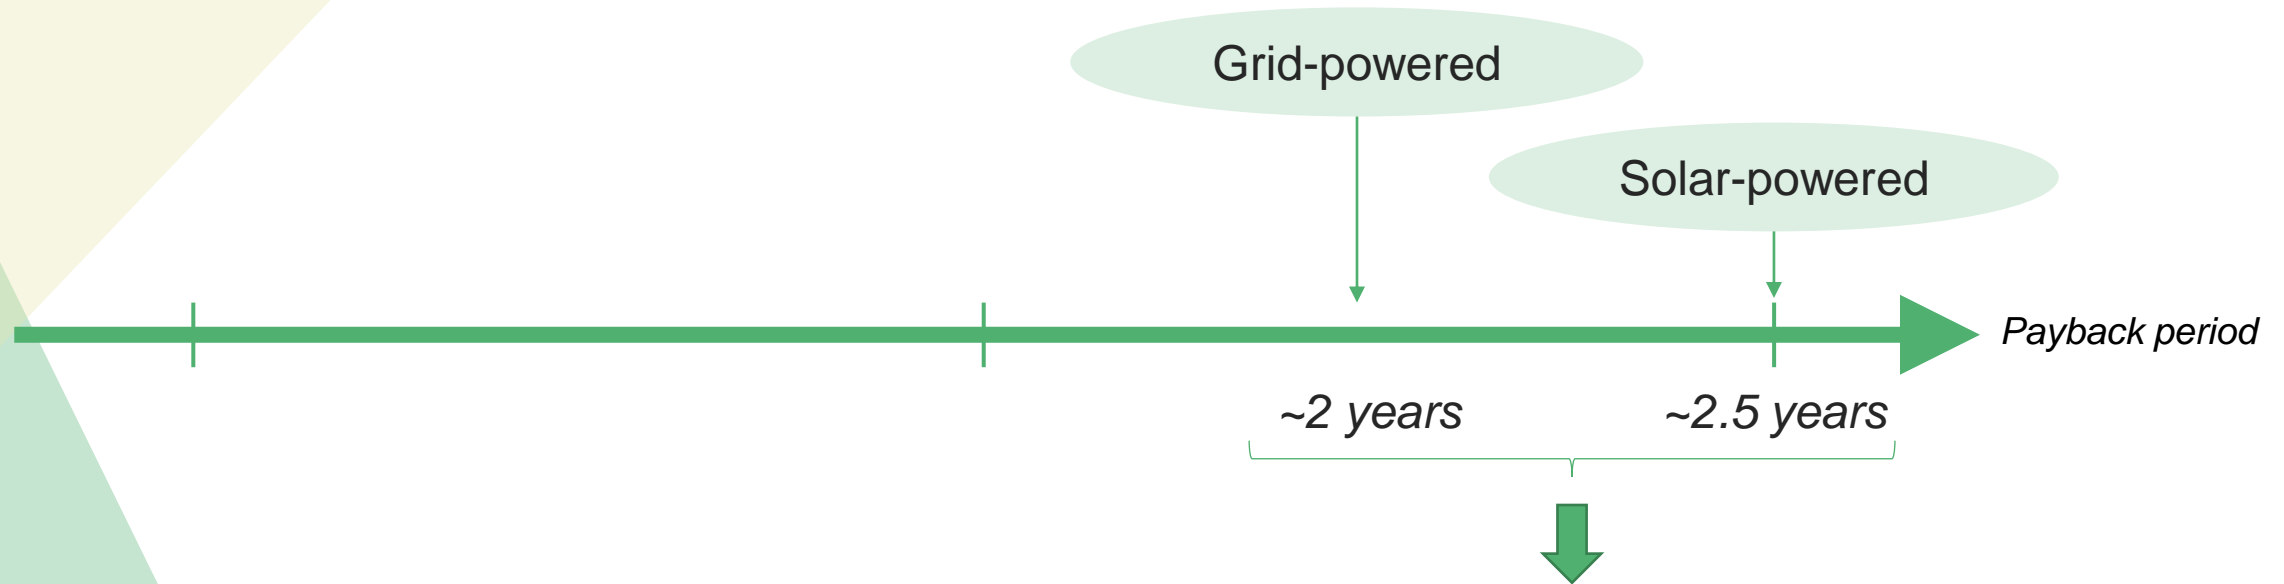 Grid-powered
Solar-powered
Payback period
~2 years
~2.5 years